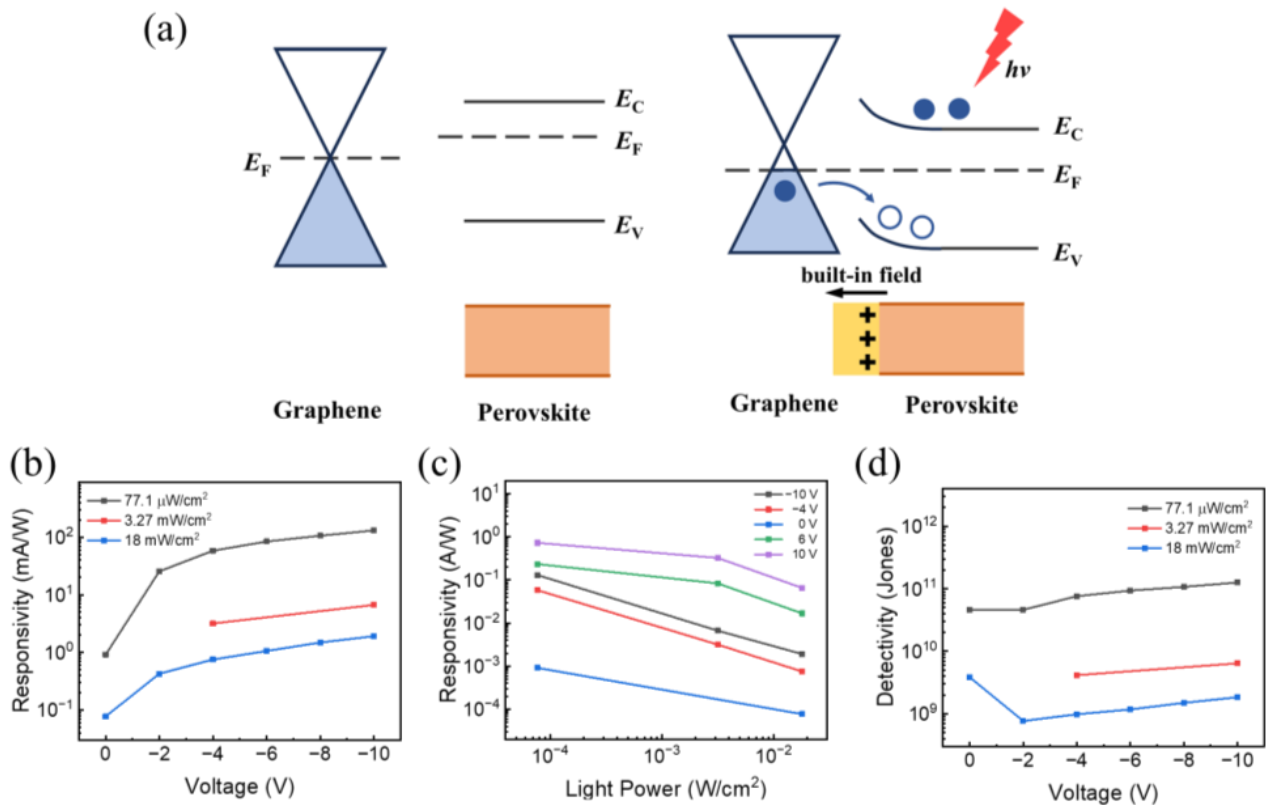 (a)
hν
E_C
E_F
E_F
E_V
E_C
E_F
E_V
built-in field
+
+
+
Graphene
Perovskite
Graphene
Perovskite
(b)
77.1 μW/cm²
3.27 mW/cm²
18 mW/cm²
Responsivity (mA/W)
10²
10¹
10⁰
10⁻¹
0 −2 −4 −6 −8 −10
Voltage (V)
(c)
−10 V
−4 V
0 V
6 V
10 V
Responsivity (A/W)
10¹
10⁰
10⁻¹
10⁻²
10⁻³
10⁻⁴
10⁻⁴ 10⁻³ 10⁻²
Light Power (W/cm²)
(d)
77.1 μW/cm²
3.27 mW/cm²
18 mW/cm²
Detectivity (Jones)
10¹²
10¹¹
10¹⁰
10⁹
0 −2 −4 −6 −8 −10
Voltage (V)